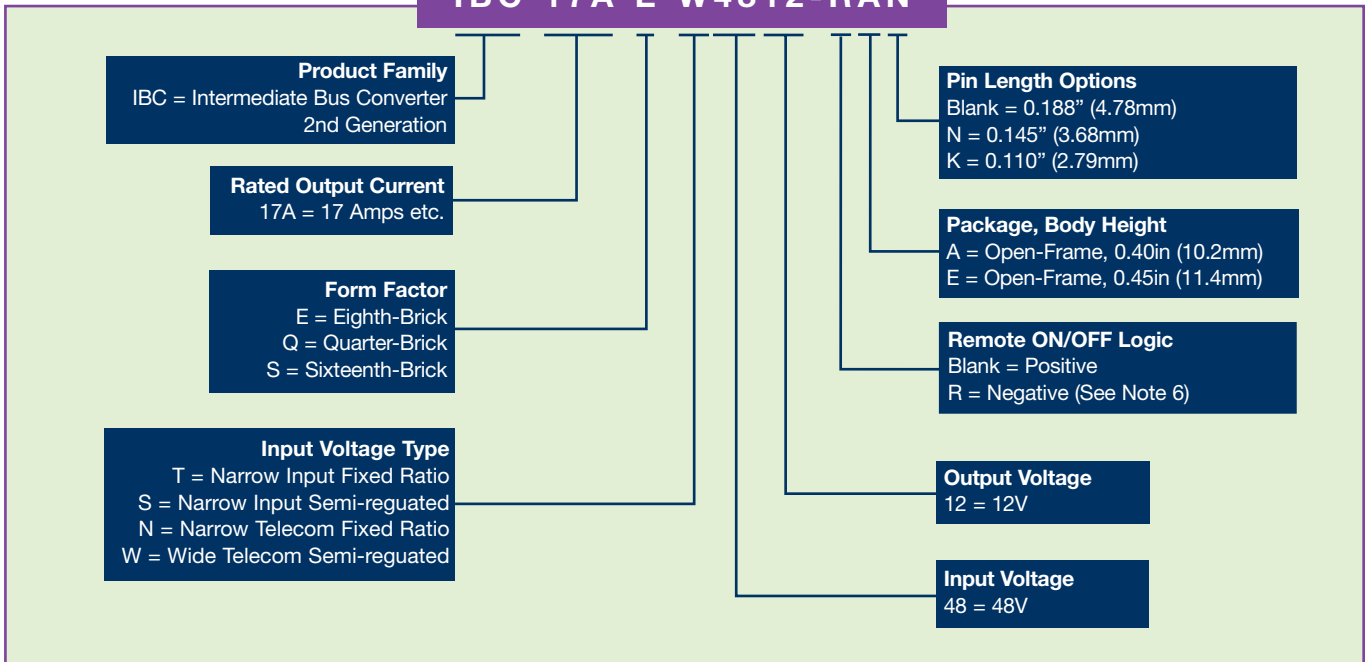 IBC 17A E W4812-RAN
Product Family
IBC = Intermediate Bus Converter
2nd Generation
Rated Output Current
17A = 17 Amps etc.
Form Factor
E = Eighth-Brick
Q = Quarter-Brick
S = Sixteenth-Brick
Input Voltage Type
T = Narrow Input Fixed Ratio
S = Narrow Input Semi-reguated
N = Narrow Telecom Fixed Ratio
W = Wide Telecom Semi-reguated
Pin Length Options
Blank = 0.188” (4.78mm)
N = 0.145” (3.68mm)
K = 0.110” (2.79mm)
Package, Body Height
A = Open-Frame, 0.40in (10.2mm)
E = Open-Frame, 0.45in (11.4mm)
Remote ON/OFF Logic
Blank = Positive
R = Negative (See Note 6)
Output Voltage
12 = 12V
Input Voltage
48 = 48V